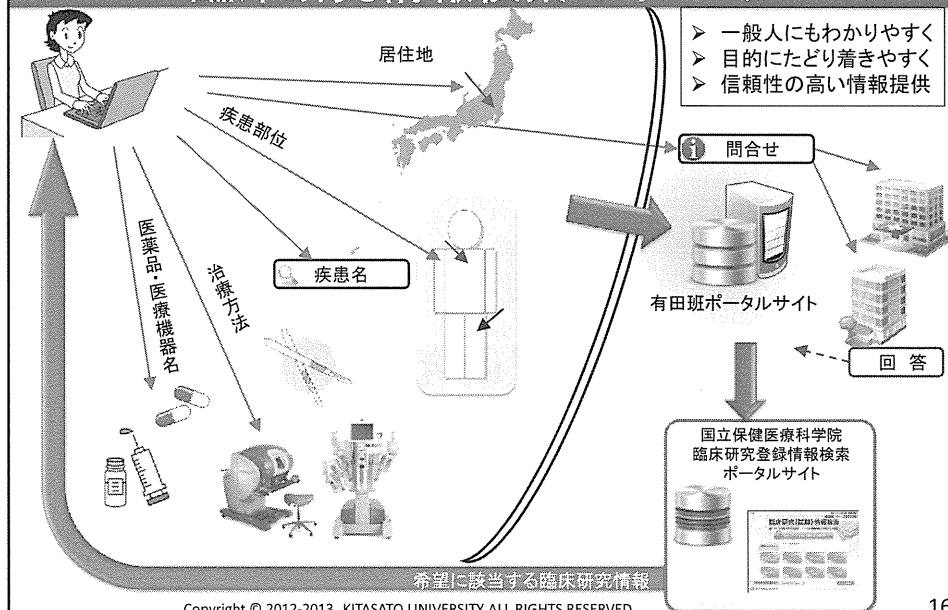 ➢ 一般人にもわかりやすく
➢ 目的にたどり着きやすく
➢ 信頼性の高い情報提供
居住地
疾患部位
問合せ
医薬品・医療機器名
治療方法
疾患名
有田班ポータルサイト
回答
国立保健医療科学院
臨床研究登録情報検索
ポータルサイト
希望に該当する臨床研究情報
Copyright © 2012-2013 KITASATO UNIVERSITY ALL RIGHTS RESERVED
16